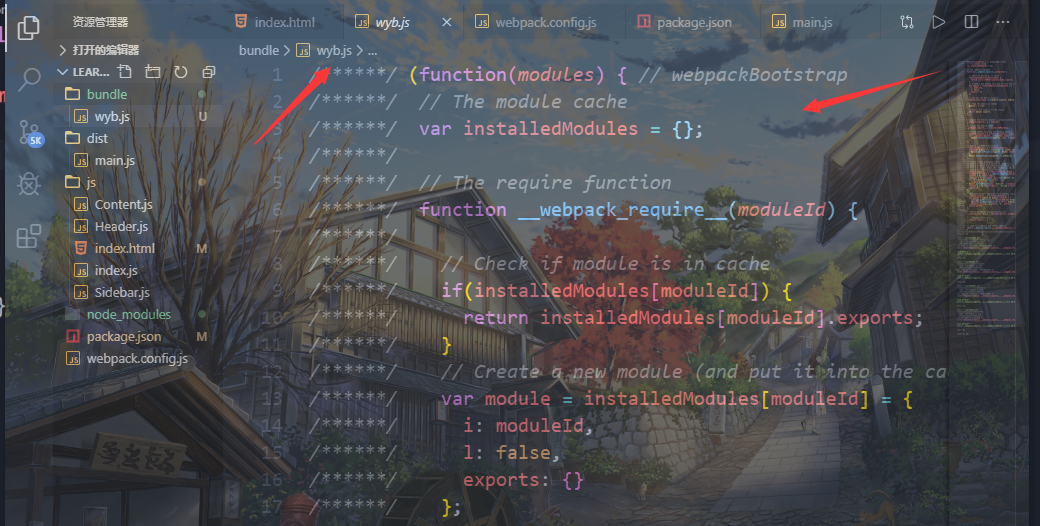 资源管理器
index.html
wyb.js
webpack.config.js
package.json
main.js
打开的编辑器
bundle > wyb.js > ...
LEAR...
bundle
wyb.js U
dist
main.js
js
Content.js
Header.js
index.html M
index.js
Sidebar.js
node_modules
package.json M
webpack.config.js
5K
1 /******/ (function(modules) { // webpackBootstrap
2 /******/ // The module cache
3 /******/ var installedModules = {};
4 /******/
5 /******/ // The require function
6 /******/ function __webpack_require__(moduleId) {
7 /******/
8 /******/ // Check if module is in cache
9 /******/ if(installedModules[moduleId]) {
10 /******/ return installedModules[moduleId].exports;
11 /******/ }
12 /******/ // Create a new module (and put it into the ca
13 /******/ var module = installedModules[moduleId] = {
14 /******/ i: moduleId,
15 /******/ l: false,
16 /******/ exports: {}
17 /******/ };